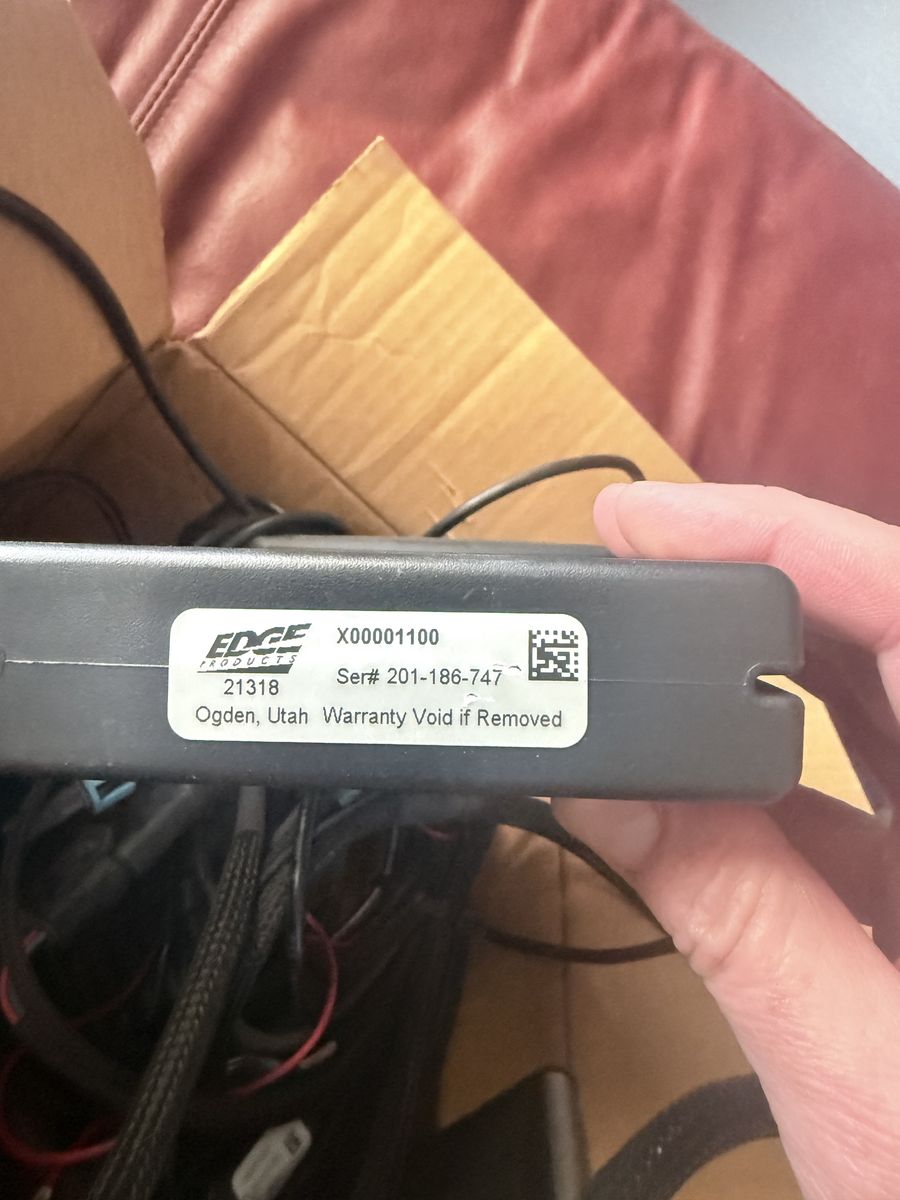 EDGE
PRODUCTS
21318
X00001100
Ser# 201-186-747
Ogden, Utah Warranty Void if Removed